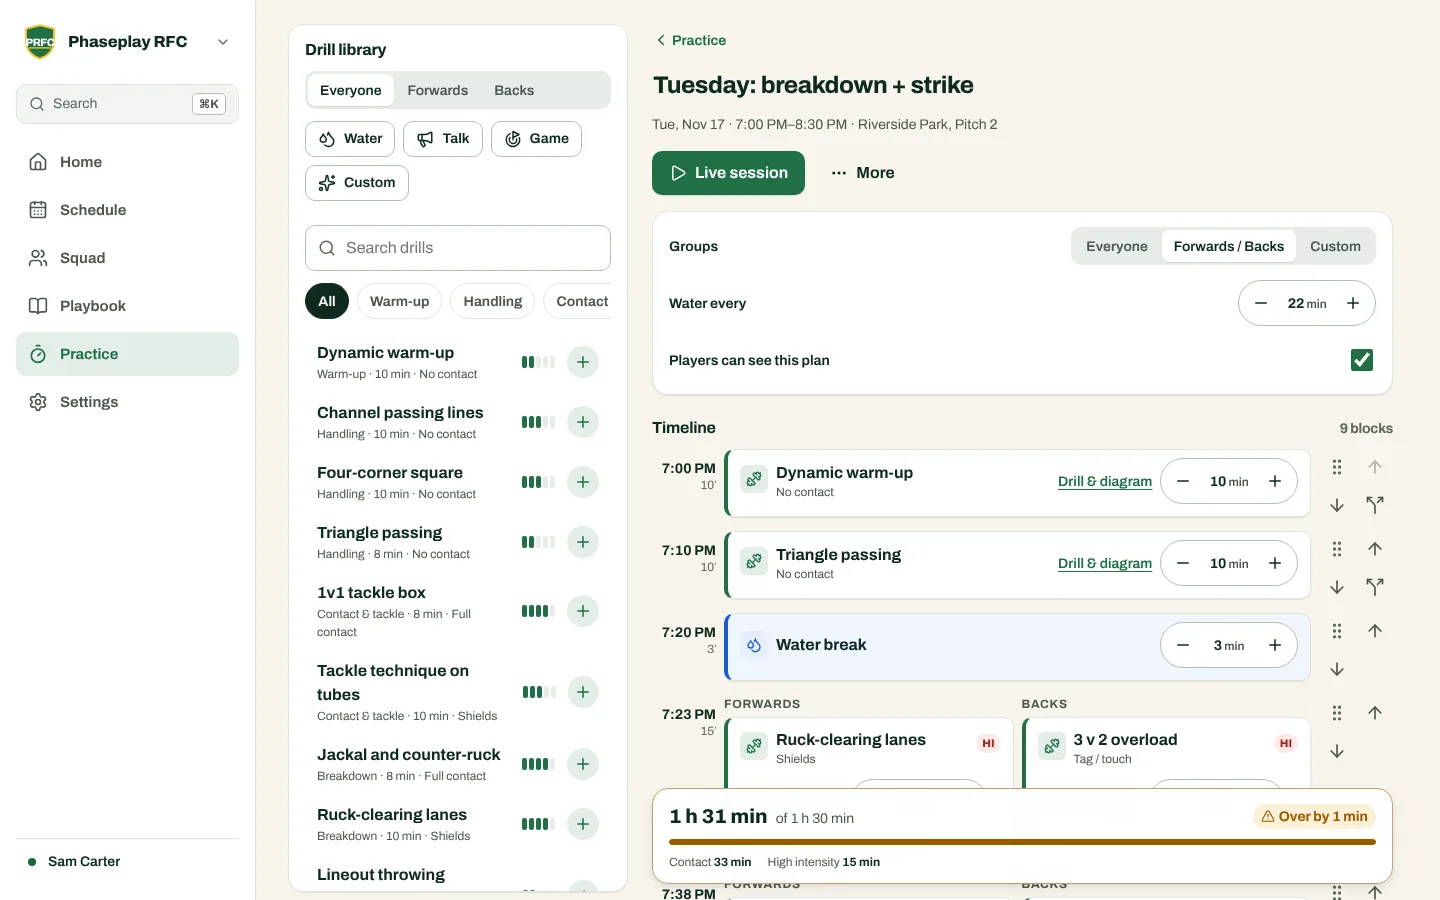 PRFC
Phaseplay RFC
Search
⌘K
Home
Schedule
Squad
Playbook
Practice
Settings
Sam Carter
Drill library
Everyone
Forwards
Backs
Water
Talk
Game
Custom
Search drills
All
Warm-up
Handling
Contact
Dynamic warm-up
Warm-up · 10 min · No contact
Channel passing lines
Handling · 10 min · No contact
Four-corner square
Handling · 10 min · No contact
Triangle passing
Handling · 8 min · No contact
1v1 tackle box
Contact & tackle · 8 min · Full
contact
Tackle technique on
tubes
Contact & tackle · 10 min · Shields
Jackal and counter-ruck
Breakdown · 8 min · Full contact
Ruck-clearing lanes
Breakdown · 10 min · Shields
Lineout throwing
Practice
Tuesday: breakdown + strike
Tue, Nov 17 · 7:00 PM–8:30 PM · Riverside Park, Pitch 2
Live session
More
Groups
Everyone
Forwards / Backs
Custom
Water every
22 min
Players can see this plan
Timeline
9 blocks
7:00 PM
10'
Dynamic warm-up
No contact
Drill & diagram
10 min
7:10 PM
10'
Triangle passing
No contact
Drill & diagram
10 min
7:20 PM
3'
Water break
3 min
7:23 PM
15'
FORWARDS
Ruck-clearing lanes
Shields
HI
BACKS
3 v 2 overload
Tag / touch
HI
1 h 31 min of 1 h 30 min
Over by 1 min
Contact 33 min High intensity 15 min
7:38 PM
FORWARDS
BACKS